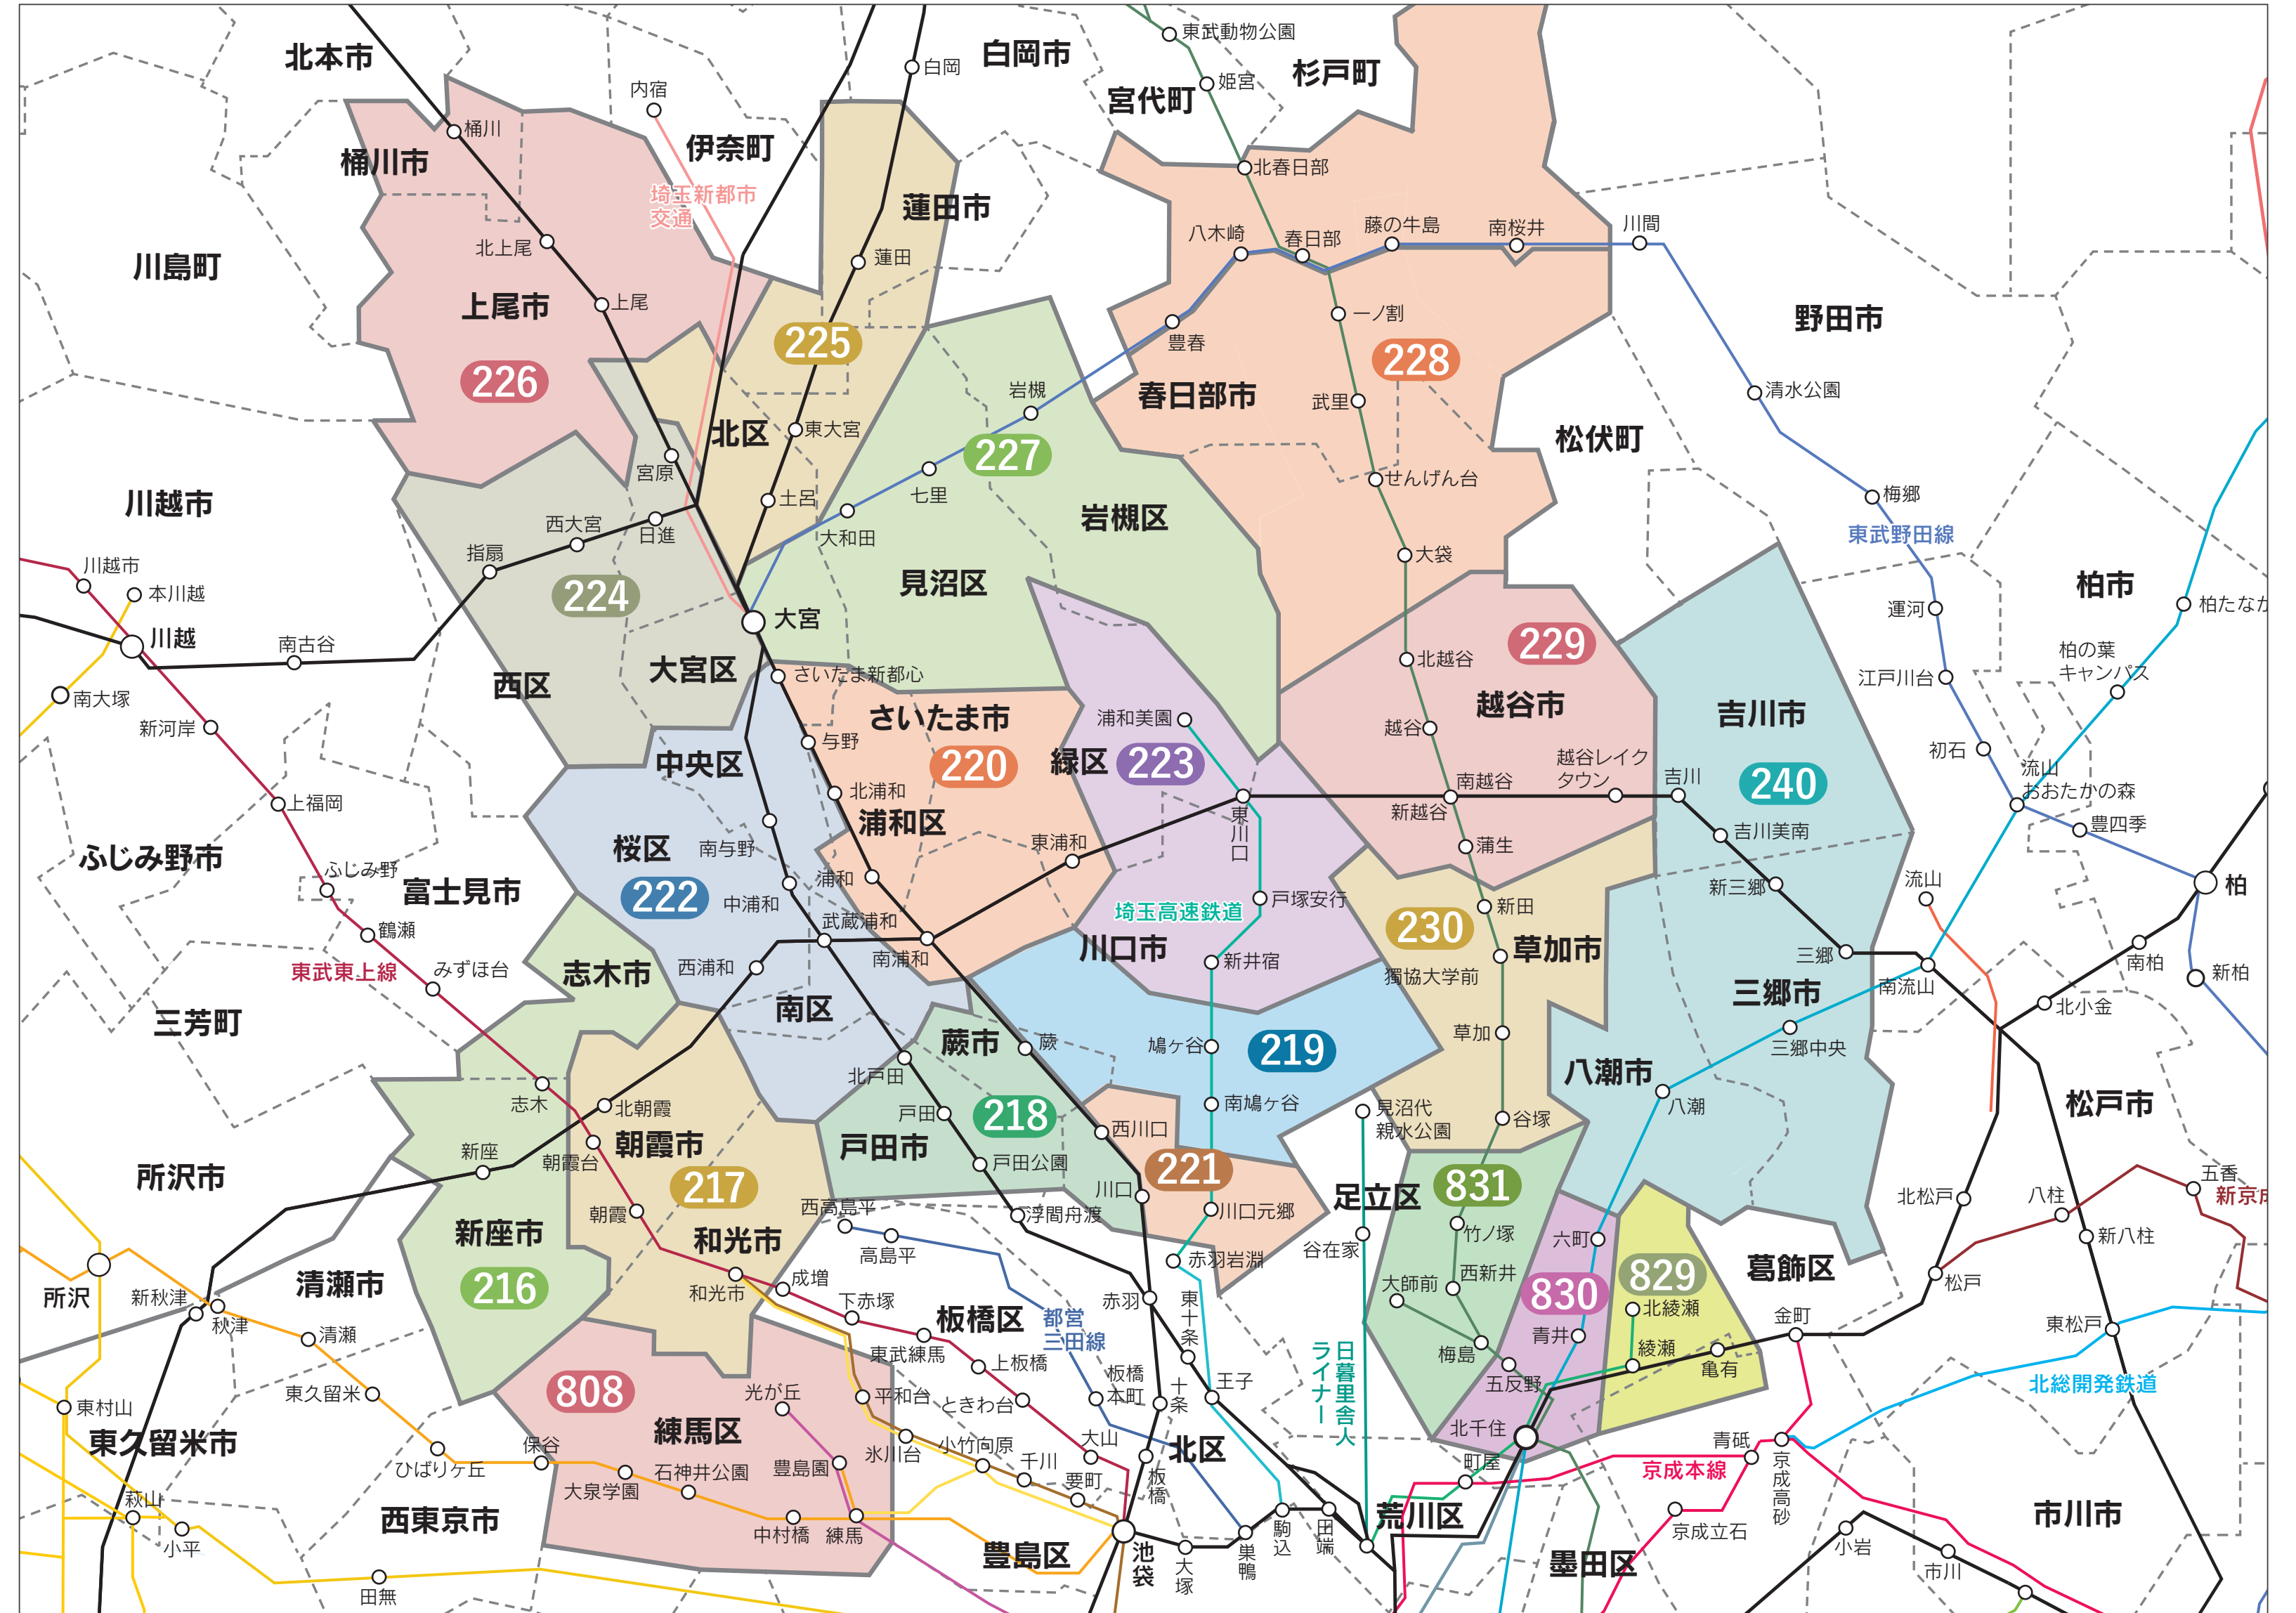 北本市
白岡
白岡市
東武動物公園
杉戸町
姫宮
宮代町
内宿
桶川
桶川市
伊奈町
北春日部
埼玉新都市
交通
蓮田市
北上尾
蓮田
八木崎
春日部
藤の牛島
南桜井
川間
川島町
上尾市
上尾
225
豊春
一ノ割
野田市
226
228
岩槻
春日部市
武里
清水公園
北区
東大宮
227
松伏町
宮原
七里
せんげん台
川越市
西大宮
日進
土呂
大和田
岩槻区
梅郷
東武野田線
指扇
大袋
川越市
本川越
224
見沼区
柏市
運河
柏たなか
川越
南古谷
大宮
229
北越谷
柏の葉
キャンパス
江戸川台
南大塚
西区
大宮区
さいたま新都心
越谷市
新河岸
さいたま市
浦和美園
越谷
吉川市
与野
初石
中央区
220
緑区
223
越谷レイク
タウン
吉川
240
流山
おおたかの森
上福岡
北浦和
南越谷
新越谷
浦和区
東川口
吉川美南
豊四季
ふじみ野市
桜区
南与野
東浦和
蒲生
ふじみ野
富士見市
222
浦和
新三郷
流山
柏
中浦和
戸塚安行
新田
鶴瀬
武蔵浦和
埼玉高速鉄道
230
東武東上線
みずほ台
志木市
西浦和
南浦和
川口市
新井宿
草加市
獨協大学前
三郷
南流山
南柏
新柏
三芳町
南区
三郷市
北小金
蕨市
蕨
鳩ヶ谷
219
草加
三郷中央
北戸田
八潮市
志木
北朝霞
戸田
218
南鳩ヶ谷
見沼代
親水公園
谷塚
八潮
松戸市
新座
朝霞台
朝霞市
戸田市
西川口
戸田公園
所沢市
217
川口
221
足立区
831
北松戸
八柱
五香
新京成
新座市
朝霞
西高島平
浮間舟渡
川口元郷
竹ノ塚
六町
和光市
高島平
谷在家
新八柱
所沢
清瀬市
216
和光市
成増
赤羽岩淵
大師前
西新井
830
829
葛飾区
松戸
新秋津
秋津
下赤塚
赤羽
東十条
北綾瀬
金町
清瀬
板橋区
都営
三田線
日暮里舎人
ライナー
青井
東松戸
東武練馬
梅島
綾瀬
亀有
808
上板橋
板橋
本町
王子
五反野
北総開発鉄道
東村山
東久留米
光が丘
平和台
ときわ台
十条
北千住
東久留米市
練馬区
保谷
大山
北区
青砥
京成高砂
ひばりヶ丘
石神井公園
豊島園
氷川台
小竹向原
千川
板橋
町屋
京成本線
萩山
大泉学園
要町
西東京市
中村橋
練馬
駒込
田端
荒川区
京成立石
小岩
市川市
小平
豊島区
池袋
大塚
巣鴨
墨田区
市川
田無